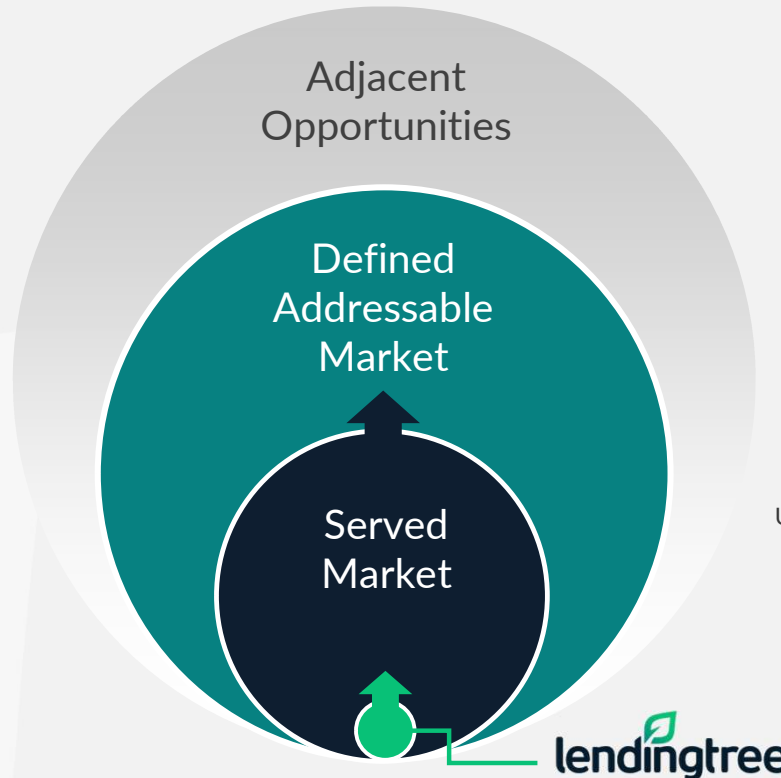 Adjacent
Opportunities
Defined
Addressable
Market
Served
Market
lendingtree